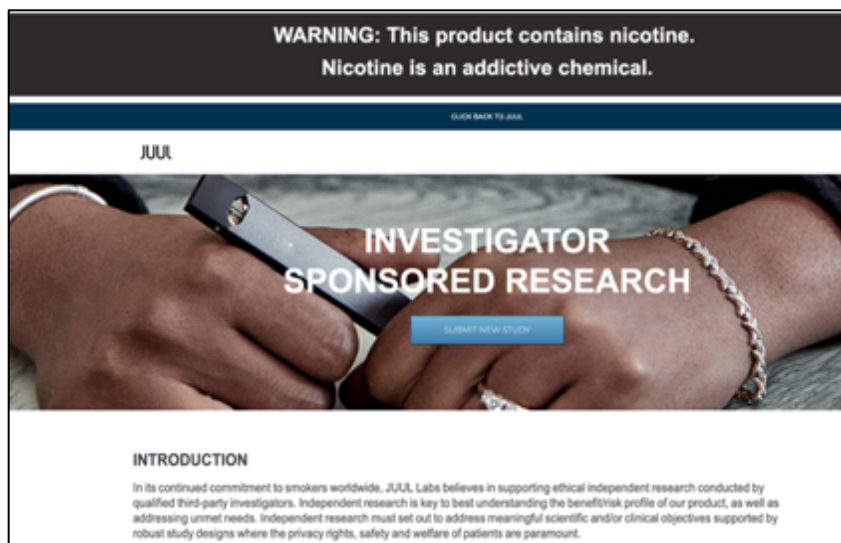 WARNING: This product contains nicotine.
Nicotine is an addictive chemical.
CLICK BACK TO JUUL
JUUL
INVESTIGATOR
SPONSORED RESEARCH
SUBMIT NEW STUDY
INTRODUCTION
In its continued commitment to smokers worldwide, JUUL Labs believes in supporting ethical independent research conducted by
qualified third-party investigators. Independent research is key to best understanding the benefit/risk profile of our product, as well as
addressing unmet needs. Independent research must set out to address meaningful scientific and/or clinical objectives supported by
robust study designs where the privacy rights, safety and welfare of patients are paramount.